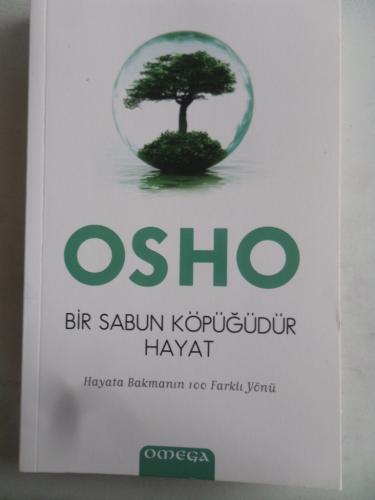 OSHO
BİR SABUN KÖPÜĞÜDÜR
HAYAT
Hayata Bakmanın 100 Farklı Yönü
OMEGA